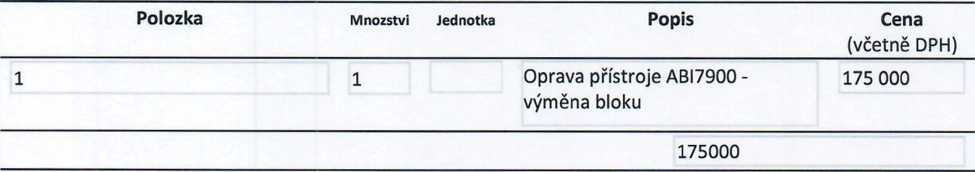 Polozka Mnozstvi Jednotka Popis Cena
(včetně DPH)
1 1 Oprava přístroje ABI7900 - 175 000
výměna bloku
175000